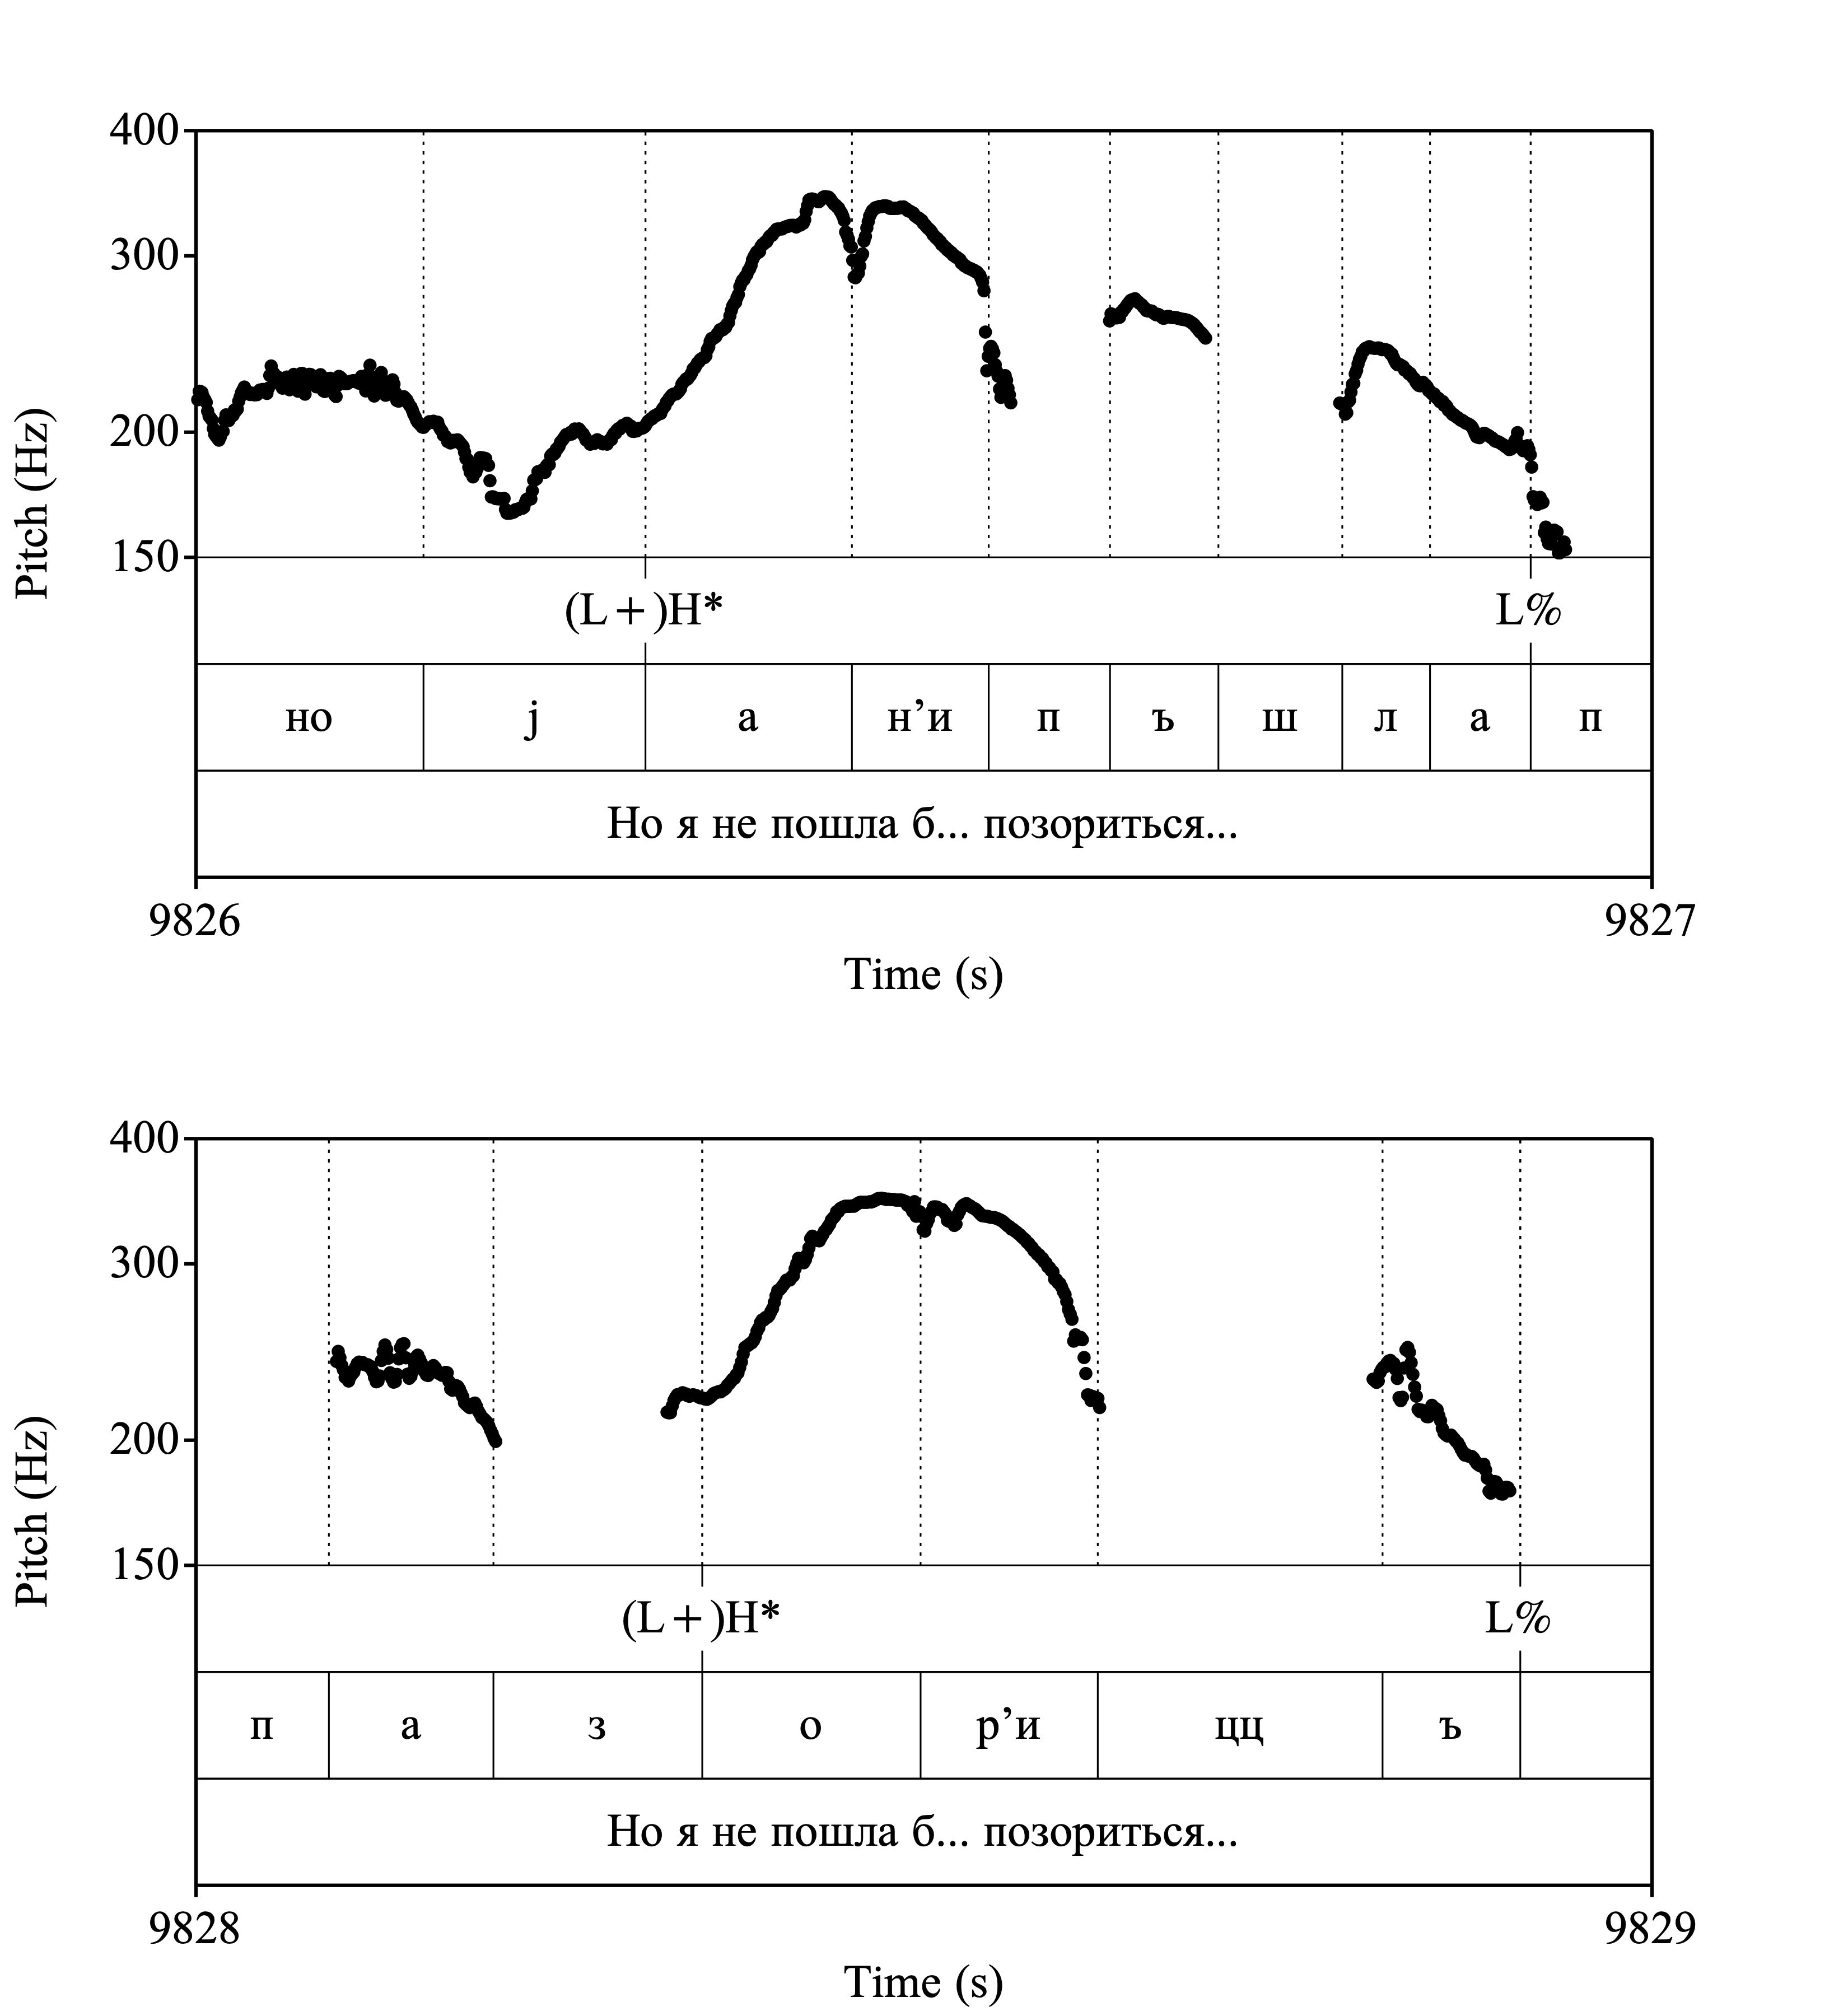 400
300
200
150
Pitch (Hz)
(L+)H* L%
но j а н’и п ъ ш л а п
Но я не пошла б... позориться...
9826 9827
Time (s)
400
300
200
150
Pitch (Hz)
(L+)H* L%
п а з о р’и цц ъ
Но я не пошла б... позориться...
9828 9829
Time (s)